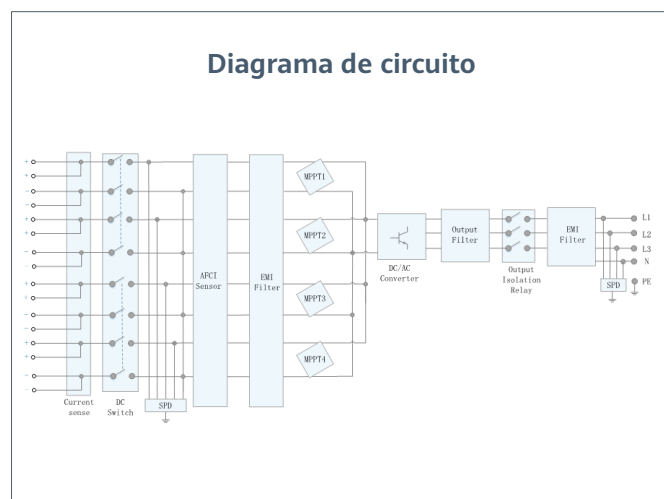 Diagrama de circuito
+
+
−
−
+
+
−
−
+
+
−
−
+
+
−
−
Current
sense
DC
Switch
SPD
AFCI
Sensor
EMI
Filter
MPPT1
MPPT2
MPPT3
MPPT4
DC/AC
Converter
Output
Filter
Output
Isolation
Relay
EMI
Filter
SPD
L1
L2
L3
N
PE